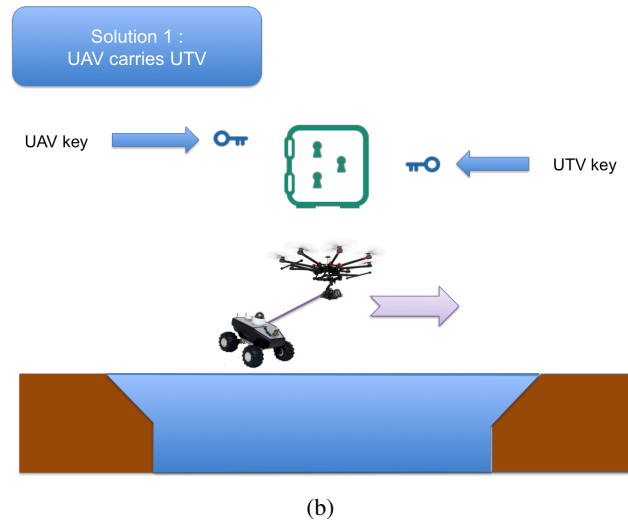 Solution 1 :
UAV carries UTV
UAV key
UTV key
(b)